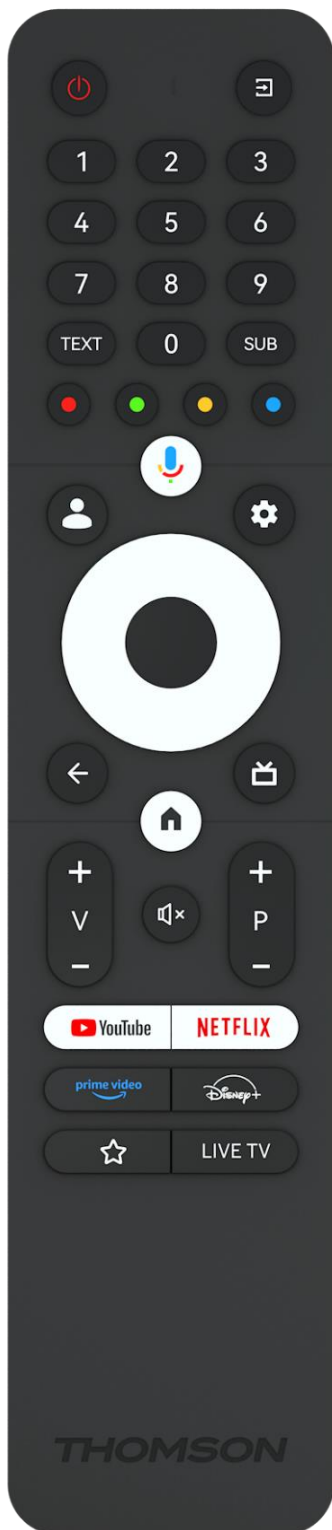 1 2 3
4 5 6
7 8 9
TEXT 0 SUB
+ +
V P
− −
YouTube NETFLIX
prime video Disney+
LIVE TV
THOMSON